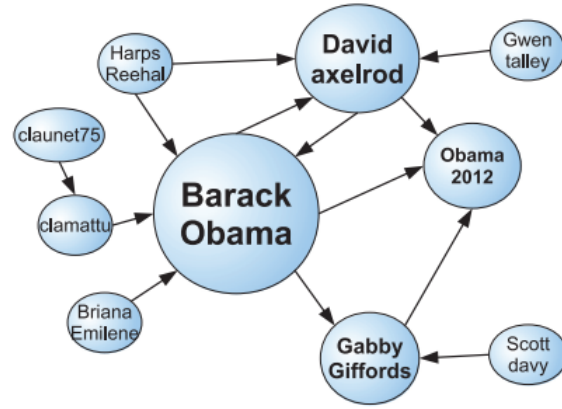 Harps
Reehal
David
axelrod
Gwen
talley
claunet75
Obama
2012
Barack
Obama
clamattu
Briana
Emilene
Gabby
Giffords
Scott
davy